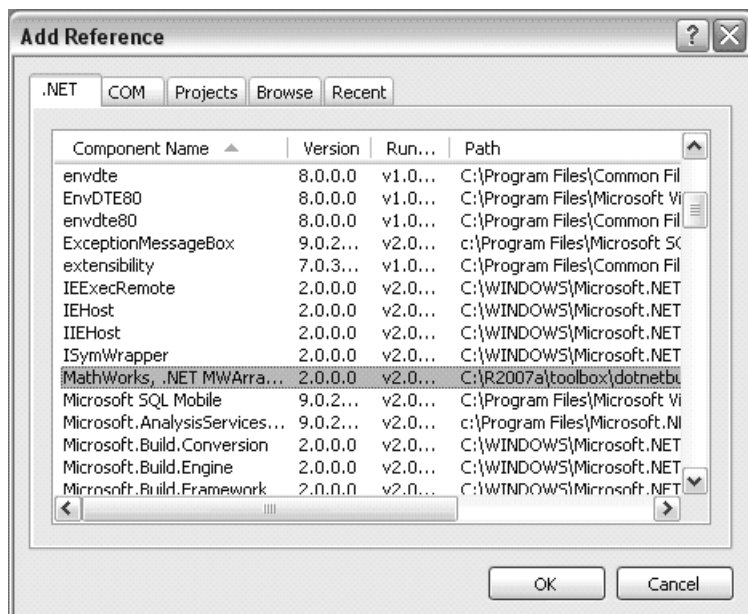 Add Reference
.NET COM Projects Browse Recent
Component Name Version Run... Path
envdte 8.0.0.0 v1.0... C:\Program Files\Common Fil
EnvDTE80 8.0.0.0 v1.0... C:\Program Files\Microsoft Vi
envdte80 8.0.0.0 v1.0... C:\Program Files\Common Fil
ExceptionMessageBox 9.0.2... v2.0... c:\Program Files\Microsoft SQ
extensibility 7.0.3... v1.0... C:\Program Files\Common Fil
IEExecRemote 2.0.0.0 v2.0... C:\WINDOWS\Microsoft.NET
IEHost 2.0.0.0 v2.0... C:\WINDOWS\Microsoft.NET
IIEHost 2.0.0.0 v2.0... C:\WINDOWS\Microsoft.NET
ISymWrapper 2.0.0.0 v2.0... C:\WINDOWS\Microsoft.NET
MathWorks, .NET MWArra... 2.0.0.0 v2.0... C:\R2007a\toolbox\dotnetbu
Microsoft SQL Mobile 9.0.2... v2.0... C:\Program Files\Microsoft Vi
Microsoft.AnalysisServices... 9.0.2... v2.0... c:\Program Files\Microsoft.NE
Microsoft.Build.Conversion 2.0.0.0 v2.0... C:\WINDOWS\Microsoft.NET
Microsoft.Build.Engine 2.0.0.0 v2.0... C:\WINDOWS\Microsoft.NET
Microsoft.Build.Framework 2.0.0.0 v2.0... C:\WINDOWS\Microsoft.NET
OK Cancel